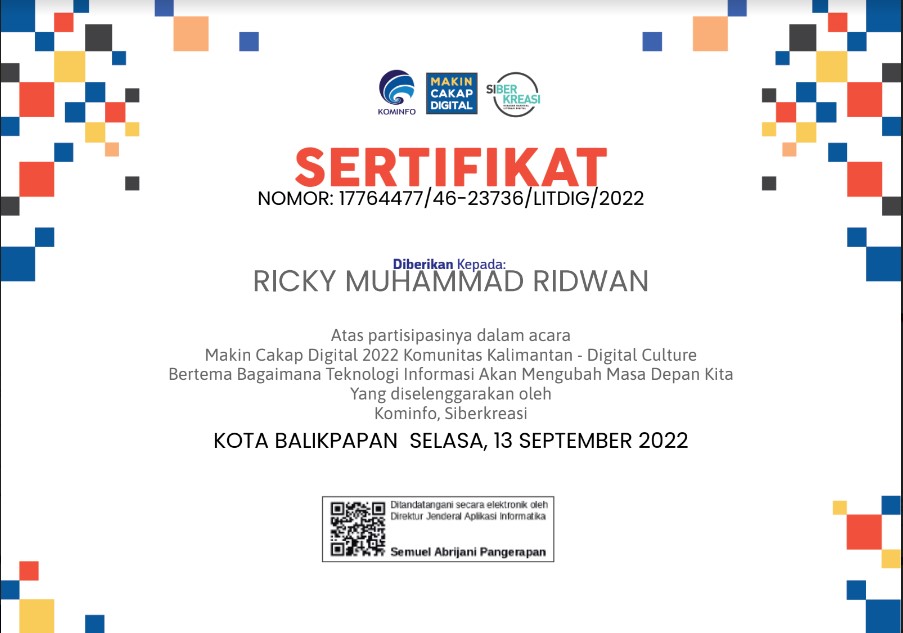 KOMINFO
MAKIN
CAKAP
DIGITAL
SIBER
KREASI
SERTIFIKAT
NOMOR: 17764477/46-23736/LITDIG/2022
Diberikan Kepada:
RICKY MUHAMMAD RIDWAN
Atas partisipasinya dalam acara
Makin Cakap Digital 2022 Komunitas Kalimantan - Digital Culture
Bertema Bagaimana Teknologi Informasi Akan Mengubah Masa Depan Kita
Yang diselenggarakan oleh
Kominfo, Siberkreasi
KOTA BALIKPAPAN SELASA, 13 SEPTEMBER 2022
Ditandatangani secara elektronik oleh
Direktur Jenderal Aplikasi Informatika
Semuel Abrijani Pangerapan